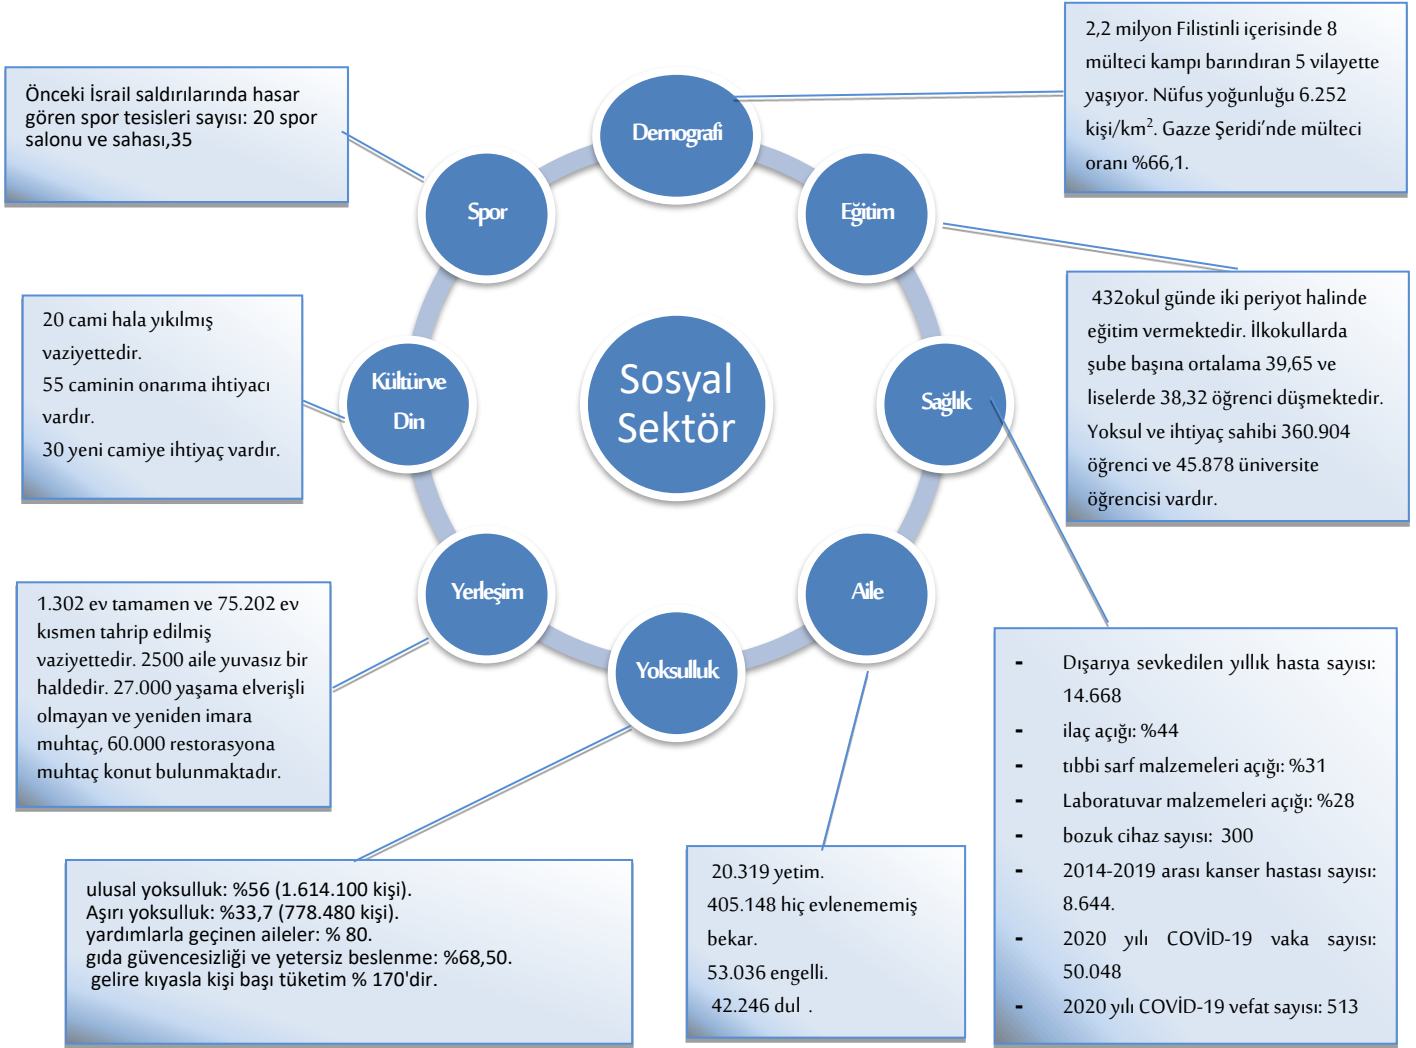 2,2 milyon Filistinli içerisinde 8
mülteci kampı barındıran 5 vilayette
yaşıyor. Nüfus yoğunluğu 6.252
kişi/km². Gazze Şeridi’nde mülteci
oranı %66,1.
Önceki İsrail saldırılarında hasar
gören spor tesisleri sayısı: 20 spor
salonu ve sahası,35
Demografi
Spor
Eğitim
432okul günde iki periyot halinde
eğitim vermektedir. İlkokullarda
şube başına ortalama 39,65 ve
liselerde 38,32 öğrenci düşmektedir.
Yoksul ve ihtiyaç sahibi 360.904
öğrenci ve 45.878 üniversite
öğrencisi vardır.
20 cami hala yıkılmış
vaziyettedir.
55 caminin onarıma ihtiyacı
vardır.
30 yeni camiye ihtiyaç vardır.
Kültürve
Din
Sosyal
Sektör
Sağlık
Yerleşim
Aile
Yoksulluk
1.302 ev tamamen ve 75.202 ev
kısmen tahrip edilmiş
vaziyettedir. 2500 aile yuvasız bir
haldedir. 27.000 yaşama elverişli
olmayan ve yeniden imara
muhtaç, 60.000 restorasyona
muhtaç konut bulunmaktadır.
- Dışarıya sevkedilen yıllık hasta sayısı:
14.668
- ilaç açığı: %44
- tıbbi sarf malzemeleri açığı: %31
- Laboratuvar malzemeleri açığı: %28
- bozuk cihaz sayısı: 300
- 2014-2019 arası kanser hastası sayısı:
8.644.
- 2020 yılı COVİD-19 vaka sayısı:
50.048
- 2020 yılı COVİD-19 vefat sayısı: 513
ulusal yoksulluk: %56 (1.614.100 kişi).
Aşırı yoksulluk: %33,7 (778.480 kişi).
yardımlarla geçinen aileler: % 80.
gıda güvencesizliği ve yetersiz beslenme: %68,50.
gelire kıyasla kişi başı tüketim % 170'dir.
20.319 yetim.
405.148 hiç evlenememiş
bekar.
53.036 engelli.
42.246 dul .